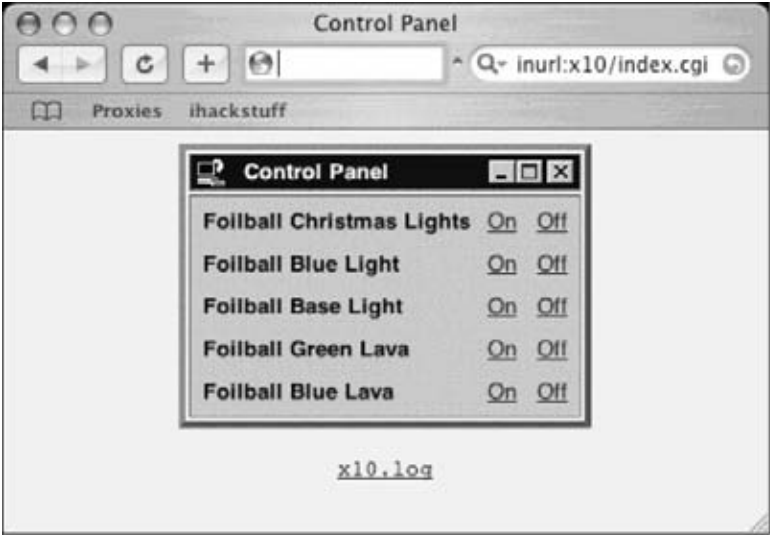 Control Panel
inurl:x10/index.cgi
Proxies ihackstuff
Control Panel
Foilball Christmas Lights On Off
Foilball Blue Light On Off
Foilball Base Light On Off
Foilball Green Lava On Off
Foilball Blue Lava On Off
x10.log